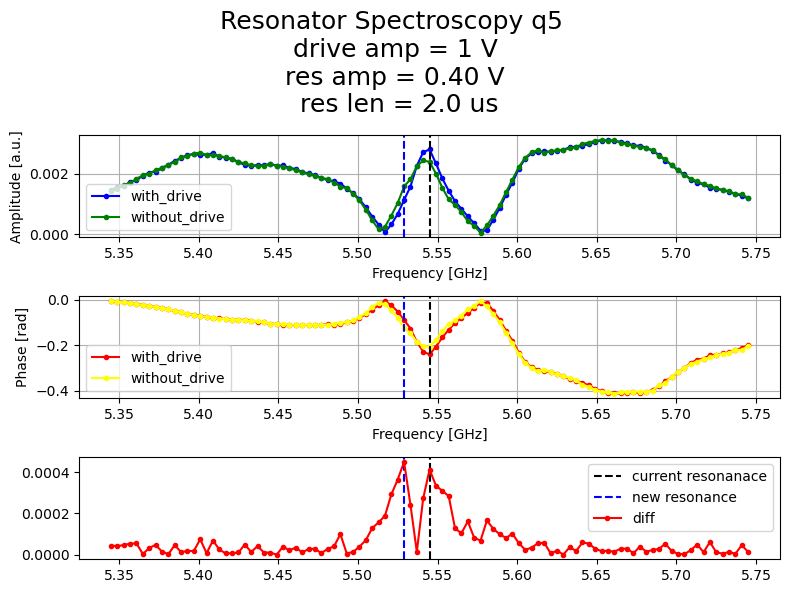 Resonator Spectroscopy q5
drive amp = 1 V
res amp = 0.40 V
res len = 2.0 us
Amplitude [a.u.]
0.002
0.000
with_drive
without_drive
5.35 5.40 5.45 5.50 5.55 5.60 5.65 5.70 5.75
Frequency [GHz]
Phase [rad]
0.0
−0.2
−0.4
with_drive
without_drive
5.35 5.40 5.45 5.50 5.55 5.60 5.65 5.70 5.75
Frequency [GHz]
0.0004
0.0002
0.0000
current resonanace
new resonance
diff
5.35 5.40 5.45 5.50 5.55 5.60 5.65 5.70 5.75